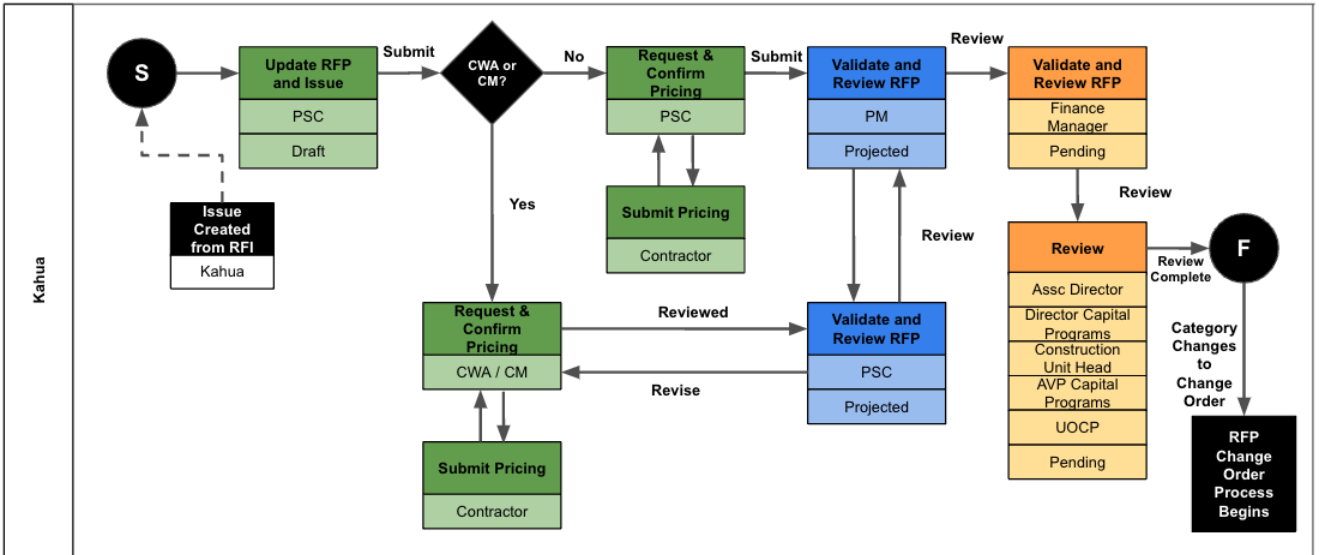 Kahua
S
Issue
Created
from RFI
Kahua
Update RFP
and Issue
PSC
Draft
Submit
CWA or
CM?
No
Yes
Request &
Confirm
Pricing
PSC
Submit Pricing
Contractor
Submit
Validate and
Review RFP
PM
Projected
Review
Validate and
Review RFP
Finance
Manager
Pending
Review
Request &
Confirm
Pricing
CWA / CM
Submit Pricing
Contractor
Reviewed
Revise
Validate and
Review RFP
PSC
Projected
Review
Review
Assc Director
Director Capital
Programs
Construction
Unit Head
AVP Capital
Programs
UOCP
Pending
Review
Complete
F
Category
Changes
to
Change
Order
RFP
Change
Order
Process
Begins